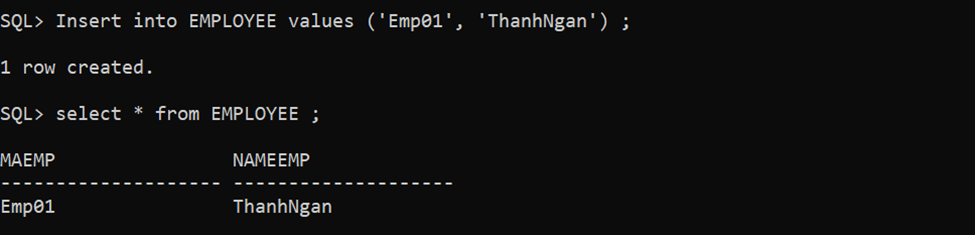 SQL> Insert into EMPLOYEE values ('Emp01', 'ThanhNgan') ;
1 row created.
SQL> select * from EMPLOYEE ;
MAEMP                NAMEEMP
-------------------- --------------------
Emp01                ThanhNgan